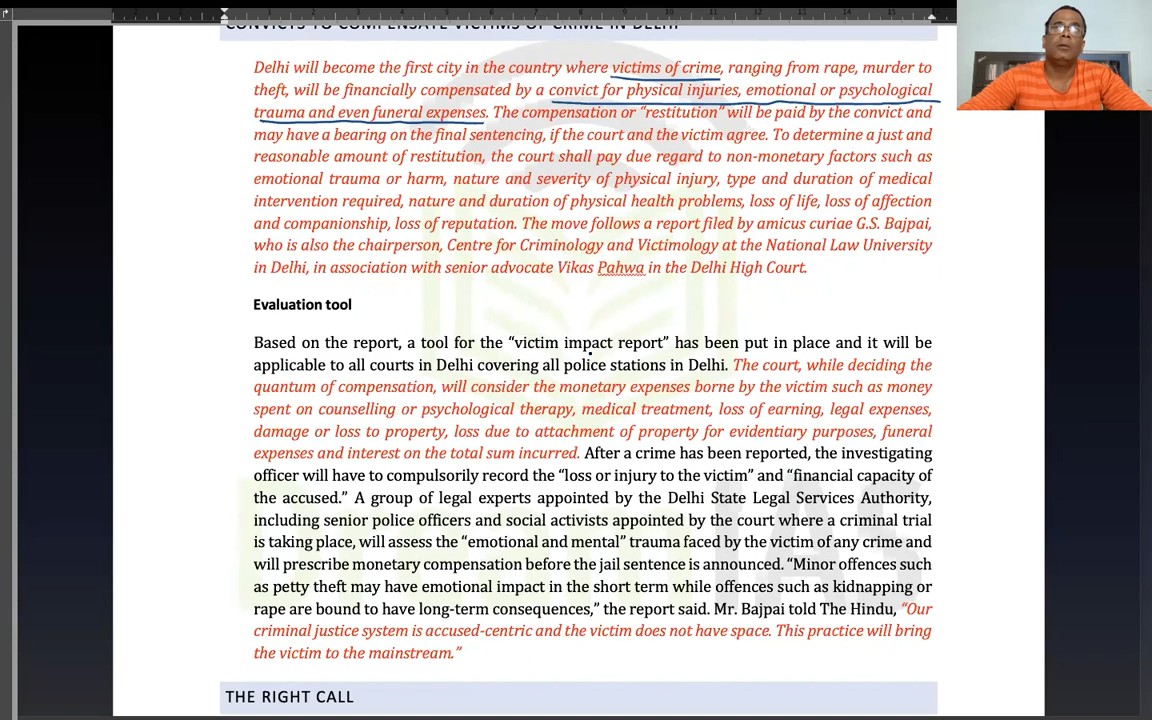 CONVICTS TO COMPENSATE VICTIMS OF CRIME IN DELHI
Delhi will become the first city in the country where victims of crime, ranging from rape, murder to
theft, will be financially compensated by a convict for physical injuries, emotional or psychological
trauma and even funeral expenses. The compensation or “restitution” will be paid by the convict and
may have a bearing on the final sentencing, if the court and the victim agree. To determine a just and
reasonable amount of restitution, the court shall pay due regard to non-monetary factors such as
emotional trauma or harm, nature and severity of physical injury, type and duration of medical
intervention required, nature and duration of physical health problems, loss of life, loss of affection
and companionship, loss of reputation. The move follows a report filed by amicus curiae G.S. Bajpai,
who is also the chairperson, Centre for Criminology and Victimology at the National Law University
in Delhi, in association with senior advocate Vikas Pahwa in the Delhi High Court.
Evaluation tool
Based on the report, a tool for the “victim impact report” has been put in place and it will be
applicable to all courts in Delhi covering all police stations in Delhi. The court, while deciding the
quantum of compensation, will consider the monetary expenses borne by the victim such as money
spent on counselling or psychological therapy, medical treatment, loss of earning, legal expenses,
damage or loss to property, loss due to attachment of property for evidentiary purposes, funeral
expenses and interest on the total sum incurred. After a crime has been reported, the investigating
officer will have to compulsorily record the “loss or injury to the victim” and “financial capacity of
the accused.” A group of legal experts appointed by the Delhi State Legal Services Authority,
including senior police officers and social activists appointed by the court where a criminal trial
is taking place, will assess the “emotional and mental” trauma faced by the victim of any crime and
will prescribe monetary compensation before the jail sentence is announced. “Minor offences such
as petty theft may have emotional impact in the short term while offences such as kidnapping or
rape are bound to have long-term consequences,” the report said. Mr. Bajpai told The Hindu, “Our
criminal justice system is accused-centric and the victim does not have space. This practice will bring
the victim to the mainstream.”
THE RIGHT CALL